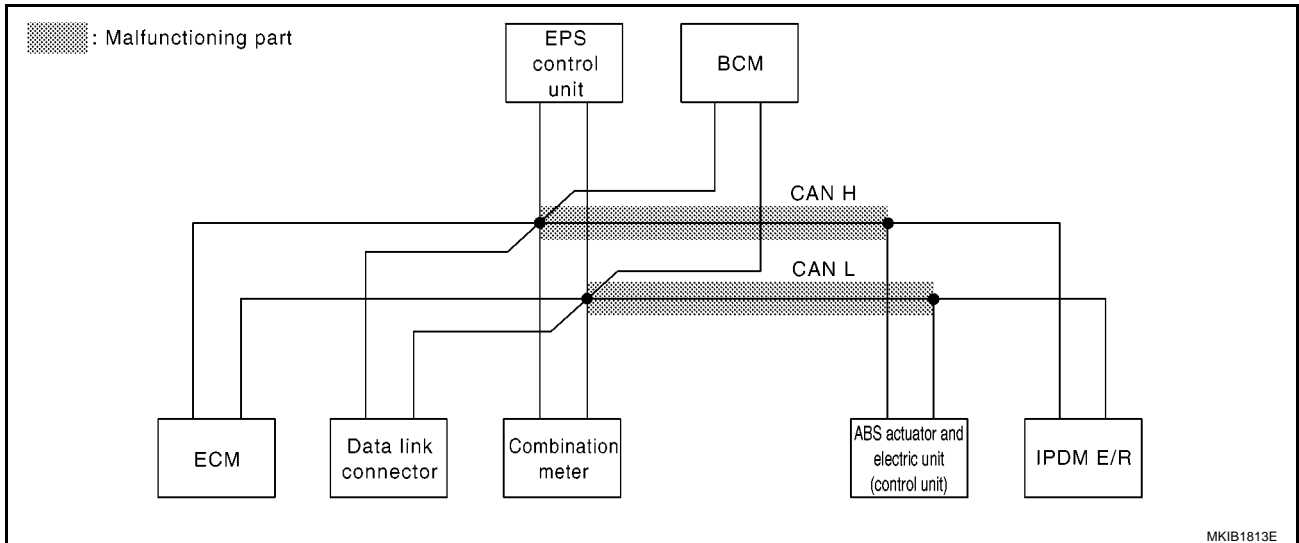 : Malfunctioning part
EPS
control
unit
BCM
CAN H
CAN L
ECM
Data link
connector
Combination
meter
ABS actuator and
electric unit
(control unit)
IPDM E/R
MKIB1813E